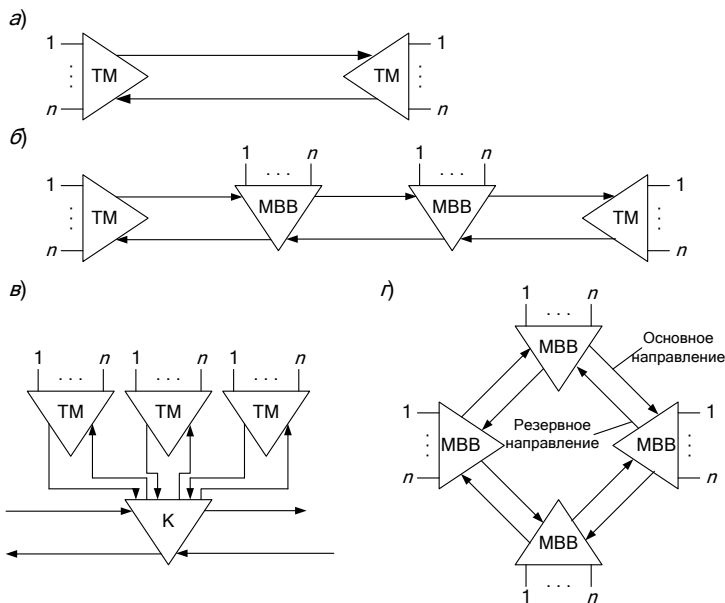 а)
1 1
ТМ ТМ
n n
б)
1 ... n 1 ... n
1 1
ТМ МВВ МВВ ТМ
n n
в)
1 ... n 1 ... n 1 ... n
ТМ ТМ ТМ
К
г)
1 ... n
МВВ
Основное
направление
1 1
МВВ МВВ
n n
Резервное
направление
МВВ
1 ... n